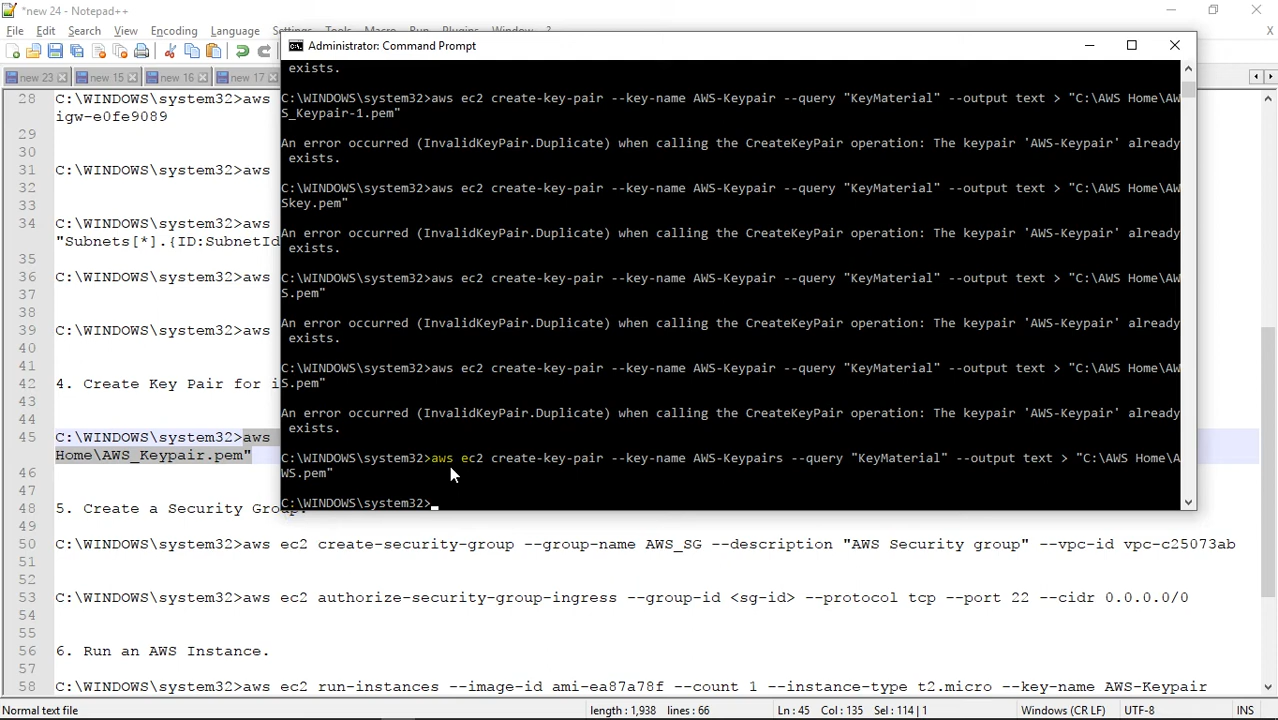 *new 24 - Notepad++
File Edit Search View Encoding Language Settings Tools Macro Run Plugins Window ?
X
new 23 new 15 new 16 new 17
Administrator: Command Prompt
exists.
C:\WINDOWS\system32>aws ec2 create-key-pair --key-name AWS-Keypair --query "KeyMaterial" --output text > "C:\AWS Home\AW
S_Keypair-1.pem"
An error occurred (InvalidKeyPair.Duplicate) when calling the CreateKeyPair operation: The keypair 'AWS-Keypair' already
exists.
C:\WINDOWS\system32>aws ec2 create-key-pair --key-name AWS-Keypair --query "KeyMaterial" --output text > "C:\AWS Home\AW
Skey.pem"
An error occurred (InvalidKeyPair.Duplicate) when calling the CreateKeyPair operation: The keypair 'AWS-Keypair' already
exists.
C:\WINDOWS\system32>aws ec2 create-key-pair --key-name AWS-Keypair --query "KeyMaterial" --output text > "C:\AWS Home\AW
S.pem"
An error occurred (InvalidKeyPair.Duplicate) when calling the CreateKeyPair operation: The keypair 'AWS-Keypair' already
exists.
C:\WINDOWS\system32>aws ec2 create-key-pair --key-name AWS-Keypair --query "KeyMaterial" --output text > "C:\AWS Home\AW
S.pem"
An error occurred (InvalidKeyPair.Duplicate) when calling the CreateKeyPair operation: The keypair 'AWS-Keypair' already
exists.
C:\WINDOWS\system32>aws ec2 create-key-pair --key-name AWS-Keypairs --query "KeyMaterial" --output text > "C:\AWS Home\A
WS.pem"
C:\WINDOWS\system32>
28 C:\WINDOWS\system32>aws
igw-e0fe9089
29
30
31 C:\WINDOWS\system32>aws
32
33
34 C:\WINDOWS\system32>aws
"Subnets[*].{ID:SubnetId
35
36 C:\WINDOWS\system32>aws
37
38
39 C:\WINDOWS\system32>aws
40
41
42 4. Create Key Pair for i
43
44
45 C:\WINDOWS\system32>aws
Home\AWS_Keypair.pem"
46
47
48 5. Create a Security Group.
49
50 C:\WINDOWS\system32>aws ec2 create-security-group --group-name AWS_SG --description "AWS Security group" --vpc-id vpc-c25073ab
51
52
53 C:\WINDOWS\system32>aws ec2 authorize-security-group-ingress --group-id <sg-id> --protocol tcp --port 22 --cidr 0.0.0.0/0
54
55
56 6. Run an AWS Instance.
57
58 C:\WINDOWS\system32>aws ec2 run-instances --image-id ami-ea87a78f --count 1 --instance-type t2.micro --key-name AWS-Keypair
Normal text file length : 1,938 lines : 66 Ln : 45 Col : 135 Sel : 114 | 1 Windows (CR LF) UTF-8 INS